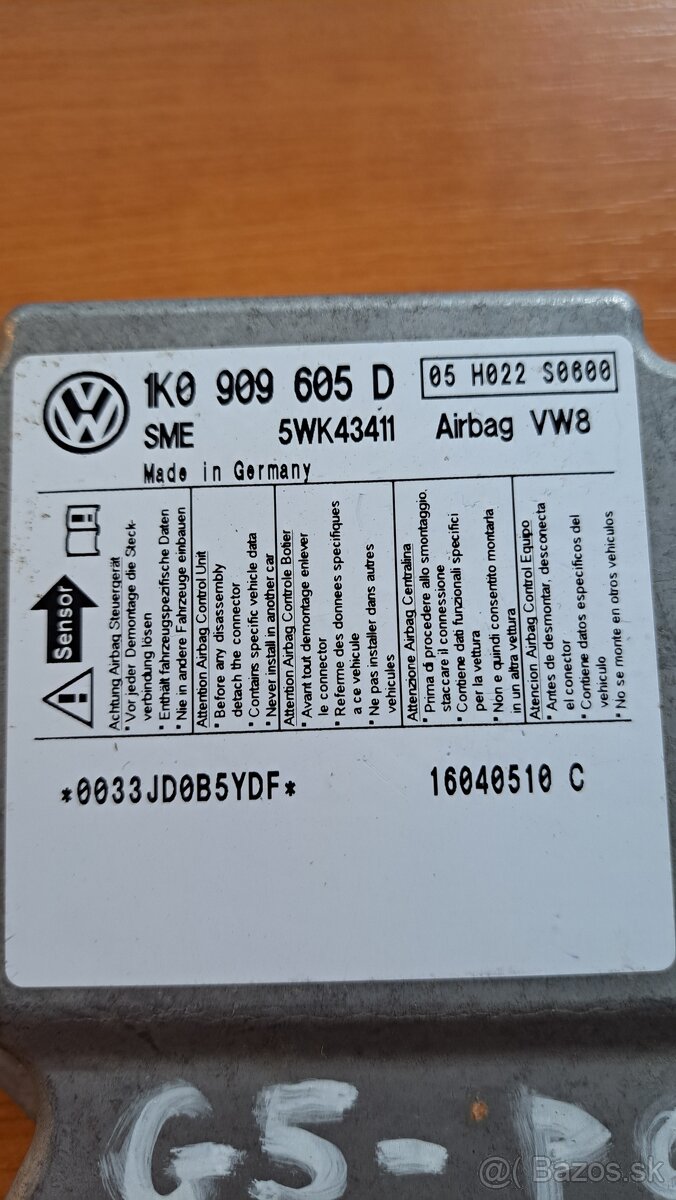 1K0 909 605 D
05 H022 S0600
SME 5WK43411 Airbag VW8
Made in Germany
Sensor
Achtung Airbag Steuergerät
* Vor jeder Demontage die Steck-
verbindung lösen
* Enthält fahrzeugspezifische Daten
* Nie in andere Fahrzeuge einbauen
Attention Airbag Control Unit
* Before any disassembly
detach the connector
* Contains specific vehicle data
* Never install in another car
Attention Airbag Controle Boitier
* Avant tout demontage enlever
le connector
* Referme des donnees specifiques
a ce vehicule
* Ne pas installer dans autres
vehicules
Attenzione Airbag Centralina
* Prima di procedere allo smontaggio,
staccare il connessione
* Contiene dati funzionali specifici
per la vettura
* Non e quindi consentito montarla
in un altra vettura
Atencion Airbag Control Equipo
* Antes de desmontar, desconecta
el conector
* Contiene datos especificos del
vehiculo
* No se monte en otros vehiculos
*0033JD0B5YDF* 16040510 C
G5-
@ Bazos.sk